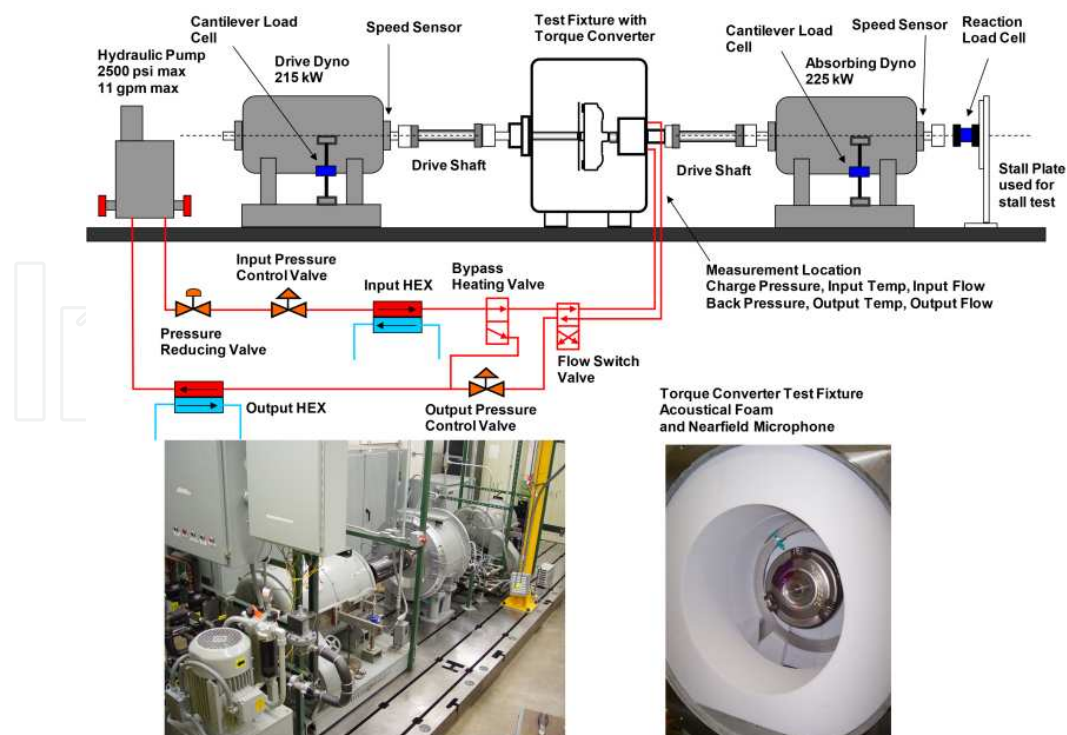 Hydraulic Pump
2500 psi max
11 gpm max
Cantilever Load
Cell
Drive Dyno
215 kW
Speed Sensor
Test Fixture with
Torque Converter
Cantilever Load
Cell
Absorbing Dyno
225 kW
Speed Sensor
Reaction
Load Cell
Drive Shaft
Drive Shaft
Stall Plate
used for
stall test
Input Pressure
Control Valve
Input HEX
Bypass
Heating Valve
Measurement Location
Charge Pressure, Input Temp, Input Flow
Back Pressure, Output Temp, Output Flow
Pressure
Reducing Valve
Flow Switch
Valve
Output HEX
Output Pressure
Control Valve
Torque Converter Test Fixture
Acoustical Foam
and Nearfield Microphone